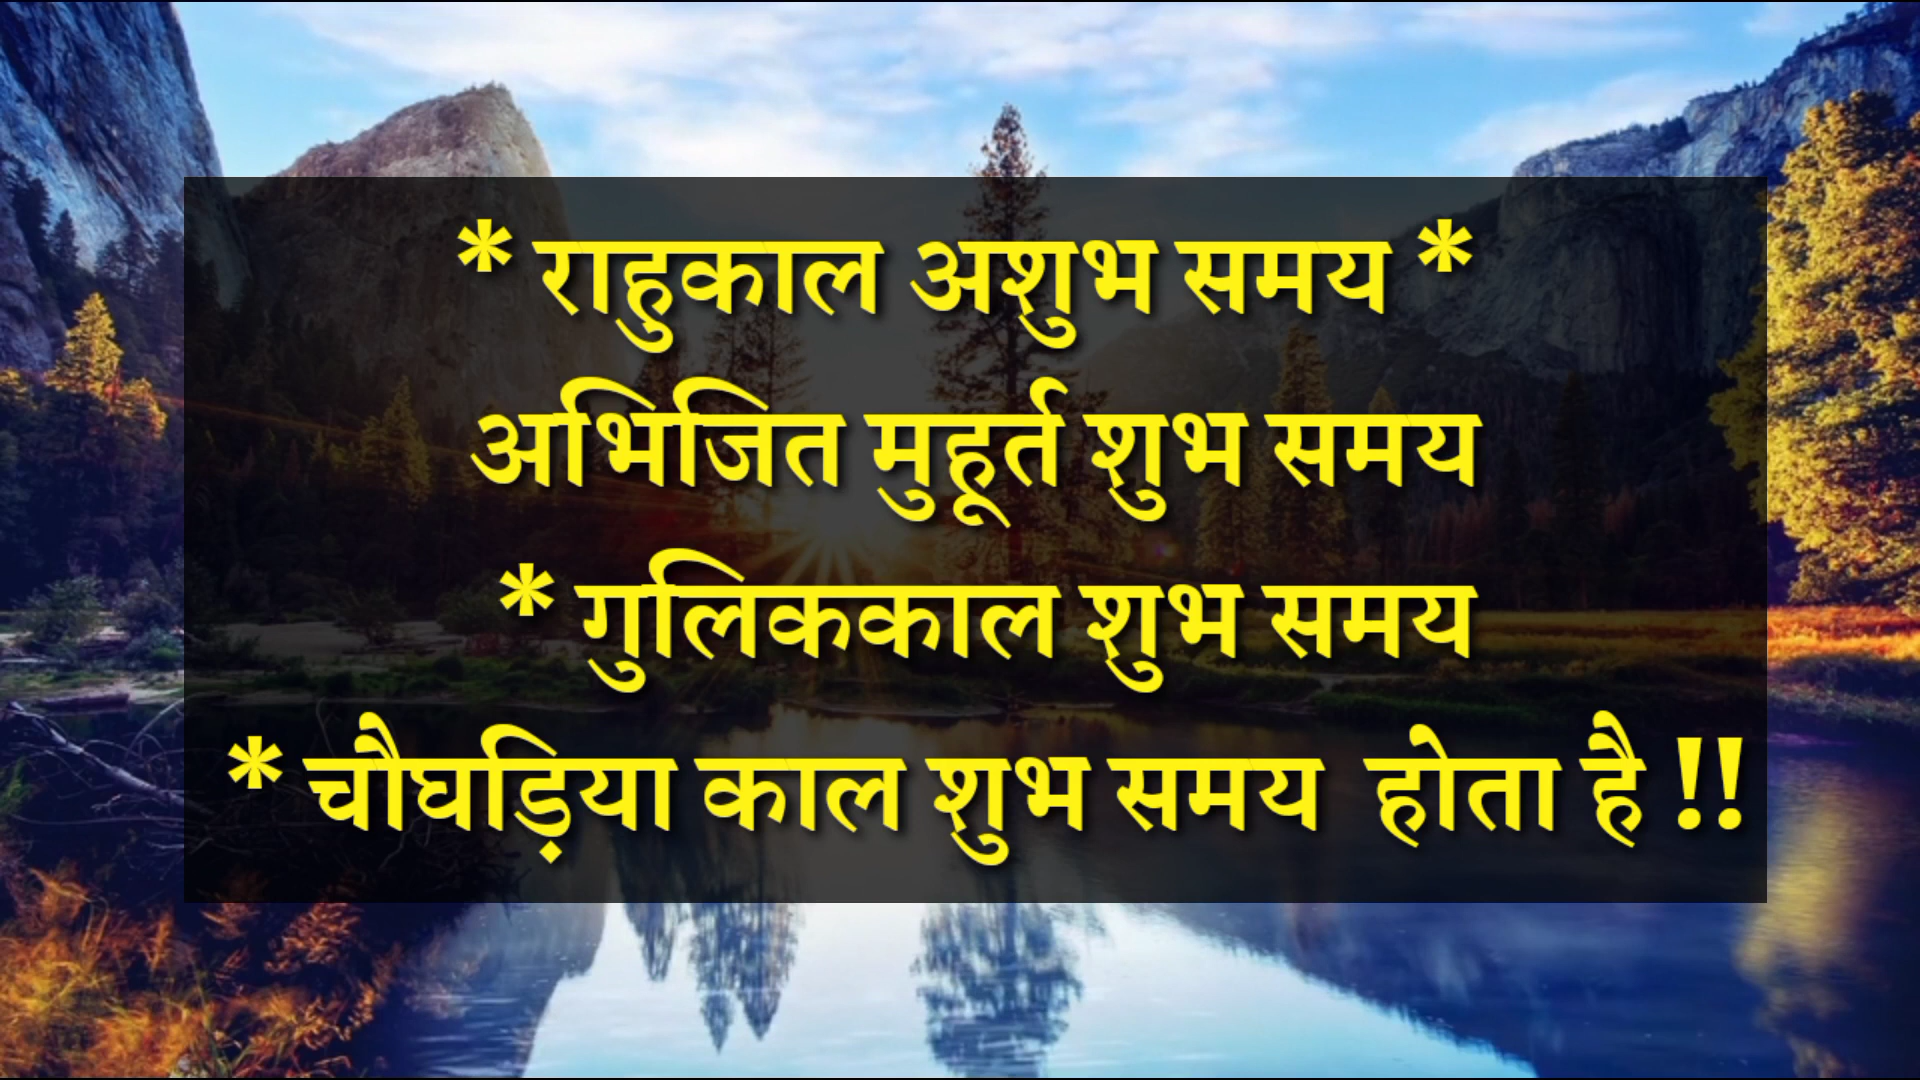 * राहुकाल अशुभ समय *
अभिजित मुहूर्त शुभ समय
* गुलिककाल शुभ समय
* चौघड़िया काल शुभ समय होता है !!